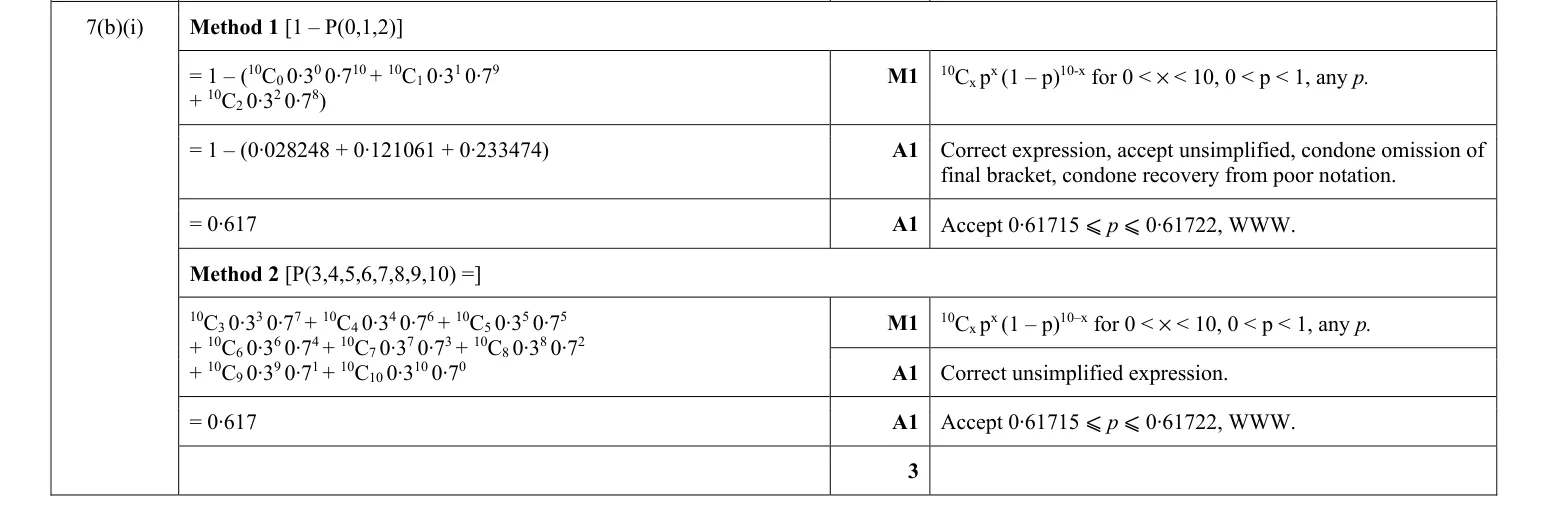 7(b)(i)
Method 1 [1 – P(0,1,2)]
= 1 – (¹⁰C₀ 0·3⁰ 0·7¹⁰ + ¹⁰C₁ 0·3¹ 0·7⁹
+ ¹⁰C₂ 0·3² 0·7⁸)
M1
¹⁰Cₓ pˣ (1 – p)¹⁰⁻ˣ for 0 < × < 10, 0 < p < 1, any p.
= 1 – (0·028248 + 0·121061 + 0·233474)
A1
Correct expression, accept unsimplified, condone omission of
final bracket, condone recovery from poor notation.
= 0·617
A1
Accept 0·61715 ⩽ p ⩽ 0·61722, WWW.
Method 2 [P(3,4,5,6,7,8,9,10) =]
¹⁰C₃ 0·3³ 0·7⁷ + ¹⁰C₄ 0·3⁴ 0·7⁶ + ¹⁰C₅ 0·3⁵ 0·7⁵
+ ¹⁰C₆ 0·3⁶ 0·7⁴ + ¹⁰C₇ 0·3⁷ 0·7³ + ¹⁰C₈ 0·3⁸ 0·7²
+ ¹⁰C₉ 0·3⁹ 0·7¹ + ¹⁰C₁₀ 0·3¹⁰ 0·7⁰
M1
¹⁰Cₓ pˣ (1 – p)¹⁰⁻ˣ for 0 < × < 10, 0 < p < 1, any p.
A1
Correct unsimplified expression.
= 0·617
A1
Accept 0·61715 ⩽ p ⩽ 0·61722, WWW.
3